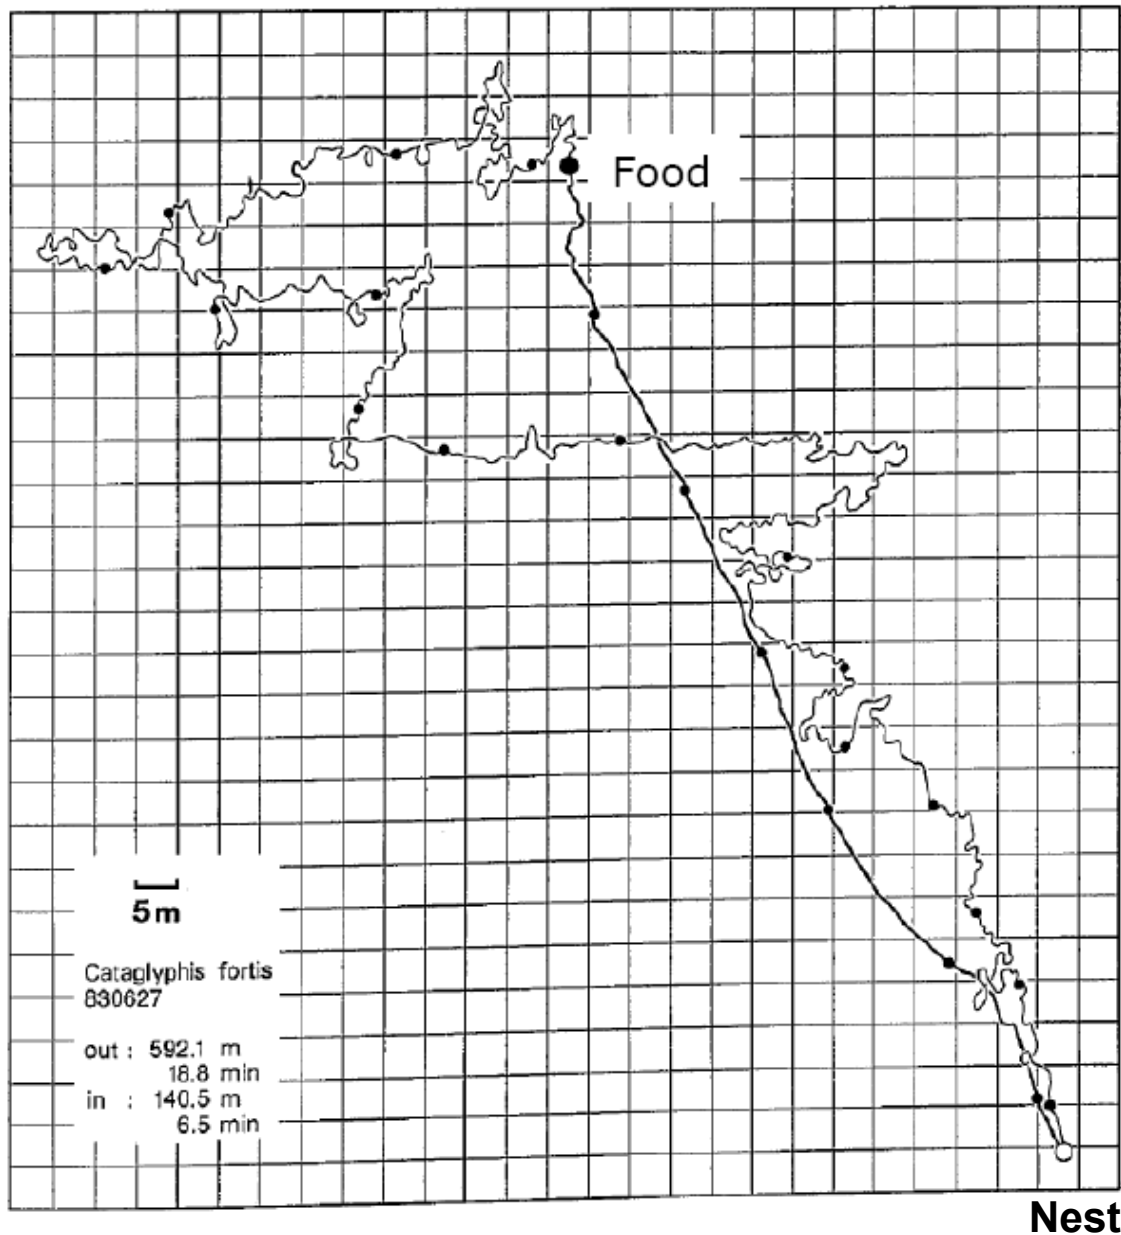 Food
5m
Cataglyphis fortis
830627
out : 592.1 m
18.8 min
in : 140.5 m
6.5 min
Nest